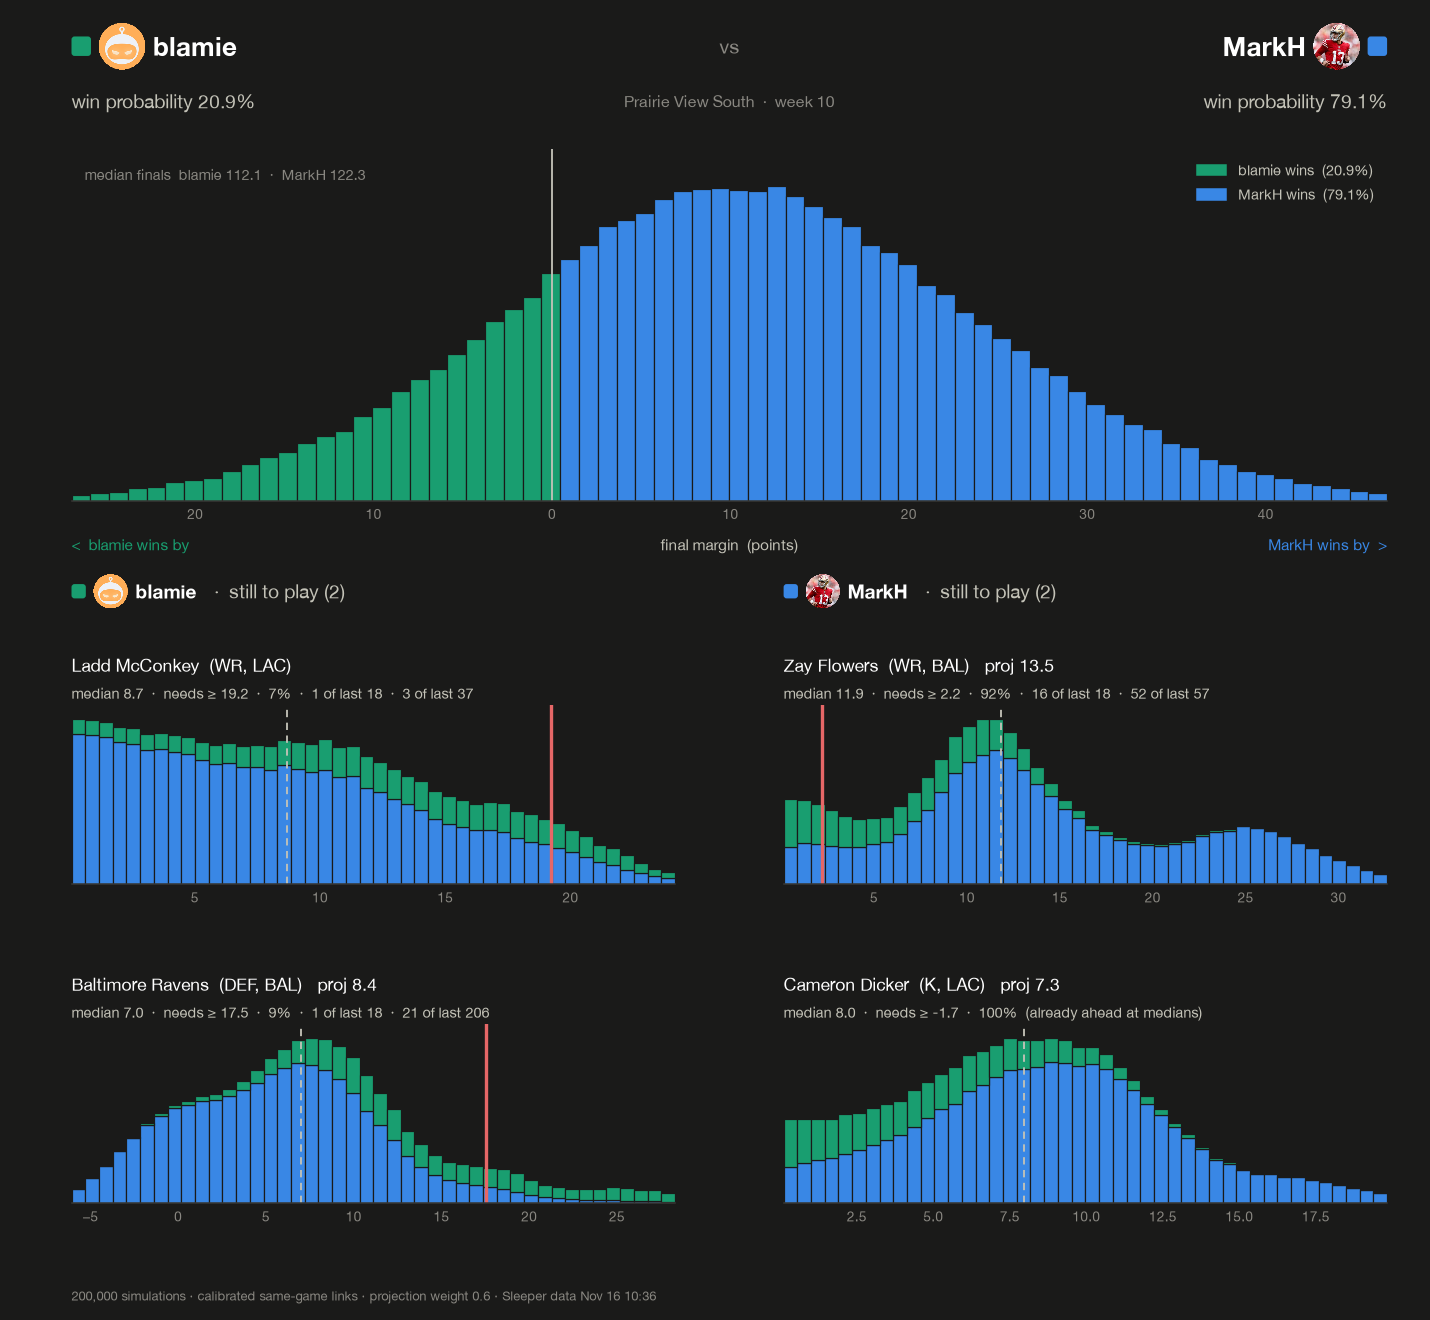 blamie
vs
MarkH
win probability 20.9%
Prairie View South · week 10
win probability 79.1%
median finals blamie 112.1 · MarkH 122.3
blamie wins (20.9%)
MarkH wins (79.1%)
20 10 0 10 20 30 40
< blamie wins by
final margin (points)
MarkH wins by >
blamie · still to play (2)
MarkH · still to play (2)
Ladd McConkey (WR, LAC)
median 8.7 · needs ≥ 19.2 · 7% · 1 of last 18 · 3 of last 37
5 10 15 20
Zay Flowers (WR, BAL) proj 13.5
median 11.9 · needs ≥ 2.2 · 92% · 16 of last 18 · 52 of last 57
5 10 15 20 25 30
Baltimore Ravens (DEF, BAL) proj 8.4
median 7.0 · needs ≥ 17.5 · 9% · 1 of last 18 · 21 of last 206
−5 0 5 10 15 20 25
Cameron Dicker (K, LAC) proj 7.3
median 8.0 · needs ≥ -1.7 · 100% (already ahead at medians)
2.5 5.0 7.5 10.0 12.5 15.0 17.5
200,000 simulations · calibrated same-game links · projection weight 0.6 · Sleeper data Nov 16 10:36